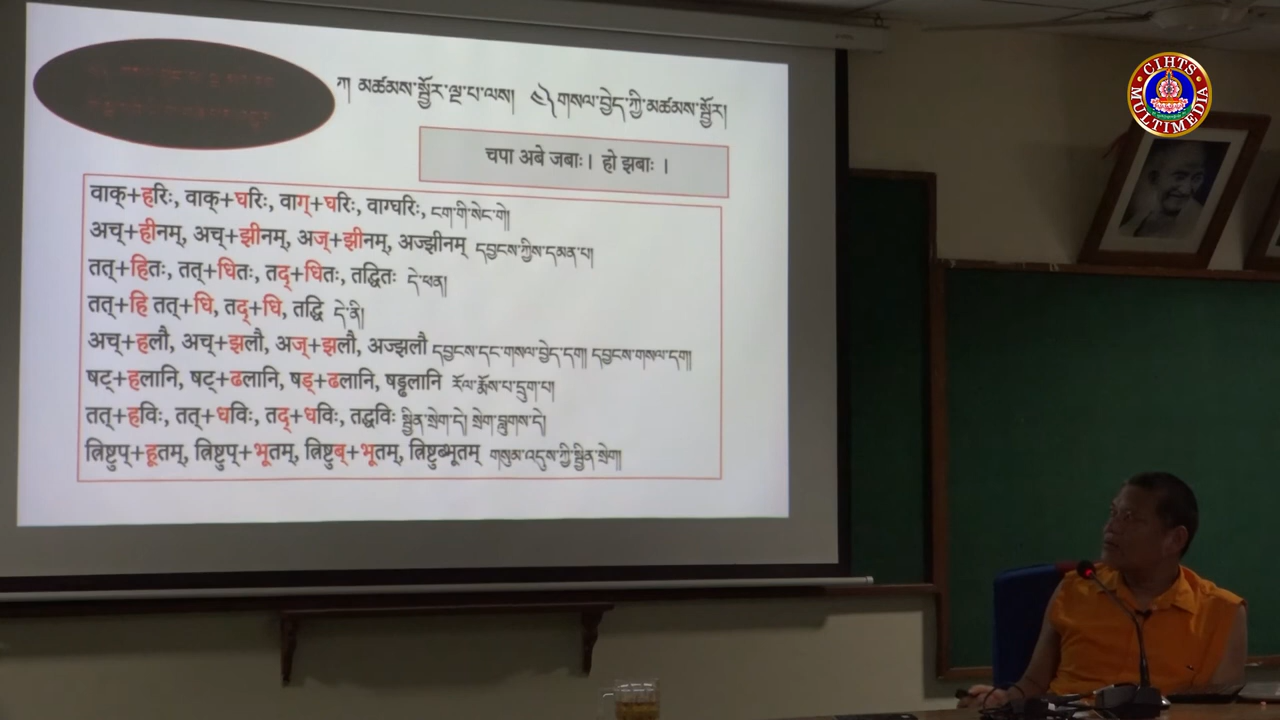 ༄། མཚམས་སྦྱོར་ལྔ་པ་ལས། ༤༽གསལ་བྱེད་ཀྱི་མཚམས་སྦྱོར།
चपा अबे जबाः। हो झबाः ।
वाक्+हरिः, वाक्+घरिः, वाग्+घरिः, वाग्घरिः, ངག་གི་སེང་གེ།
अच्+हीनम्, अच्+झीनम्, अज्+झीनम्, अज्झीनम् དབྱངས་ཀྱིས་དམན་པ།
तत्+हितः, तत्+धितः, तद्+धितः, तद्धितः དེ་ཕན།
तत्+हि तत्+धि, तद्+धि, तद्धि དེ་ནི།
अच्+हलौ, अच्+झलौ, अज्+झलौ, अज्झलौ དབྱངས་དང་གསལ་བྱེད་དག། དབྱངས་གསལ་དག།
षट्+हलानि, षट्+ढलानि, षड्+ढलानि, षड्ढलानि རོལ་རྨོས་པ་དྲུག་པ།
तत्+हविः, तत्+धविः, तद्+धविः, तद्धविः སྦྱིན་སྲེག་དེ། སྲེག་བླུགས་དེ།
त्रिष्टुप्+हूतम्, त्रिष्टुप्+भूतम्, त्रिष्टुब्+भूतम्, त्रिष्टुब्भूतम् གསུམ་འདུས་ཀྱི་སྦྱིན་སྲེག།
CIHTS
MULTIMEDIA